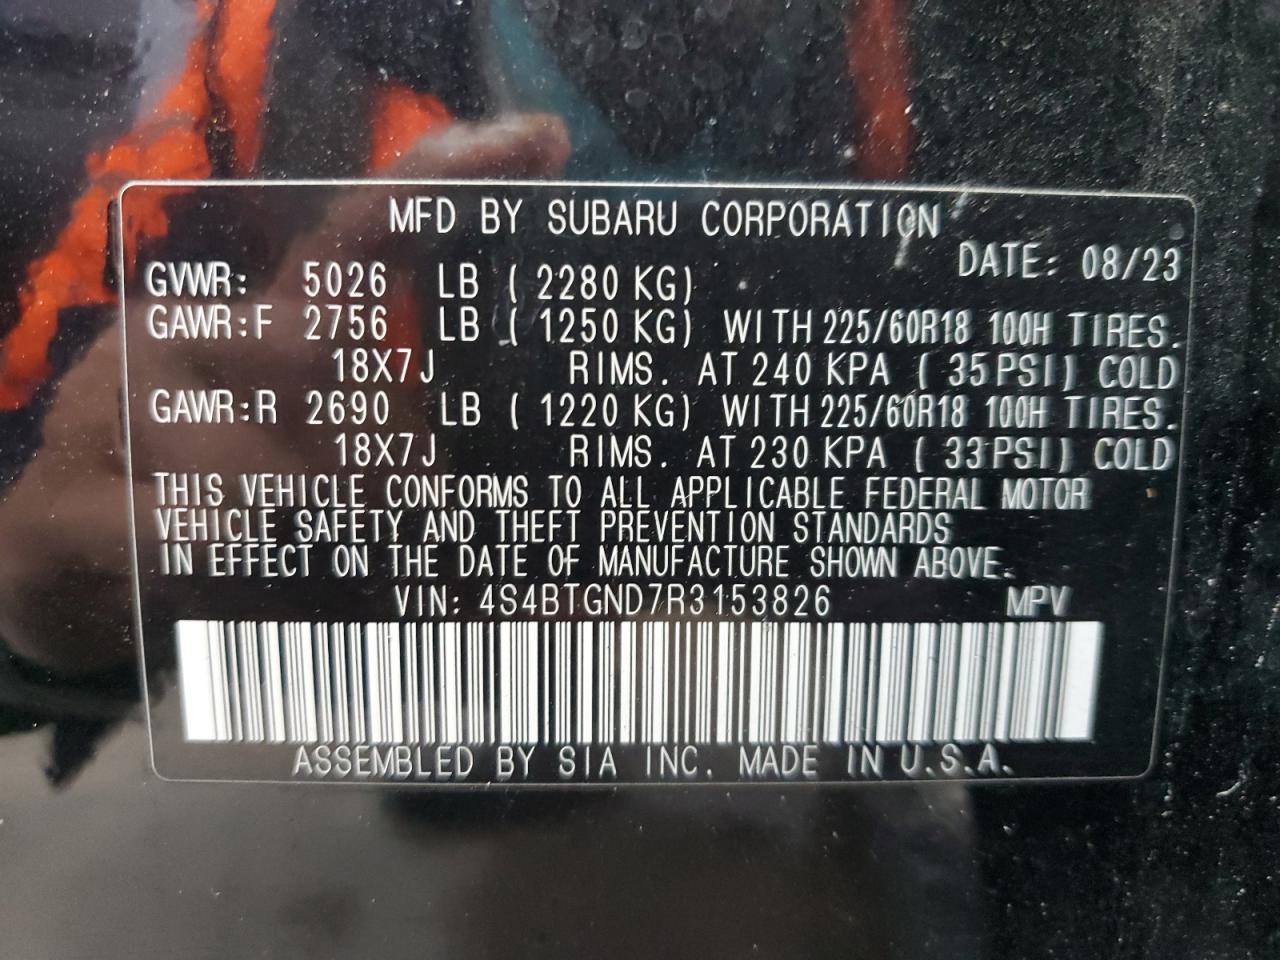 MFD BY SUBARU CORPORATION
DATE: 08/23
GVWR: 5026 LB ( 2280 KG)
GAWR:F 2756 LB ( 1250 KG) WITH 225/60R18 100H TIRES.
18X7J RIMS. AT 240 KPA ( 35PSI) COLD
GAWR:R 2690 LB ( 1220 KG) WITH 225/60R18 100H TIRES.
18X7J RIMS. AT 230 KPA ( 33PSI) COLD
THIS VEHICLE CONFORMS TO ALL APPLICABLE FEDERAL MOTOR
VEHICLE SAFETY AND THEFT PREVENTION STANDARDS
IN EFFECT ON THE DATE OF MANUFACTURE SHOWN ABOVE.
VIN: 4S4BTGND7R3153826 MPV
ASSEMBLED BY SIA INC. MADE IN U.S.A.